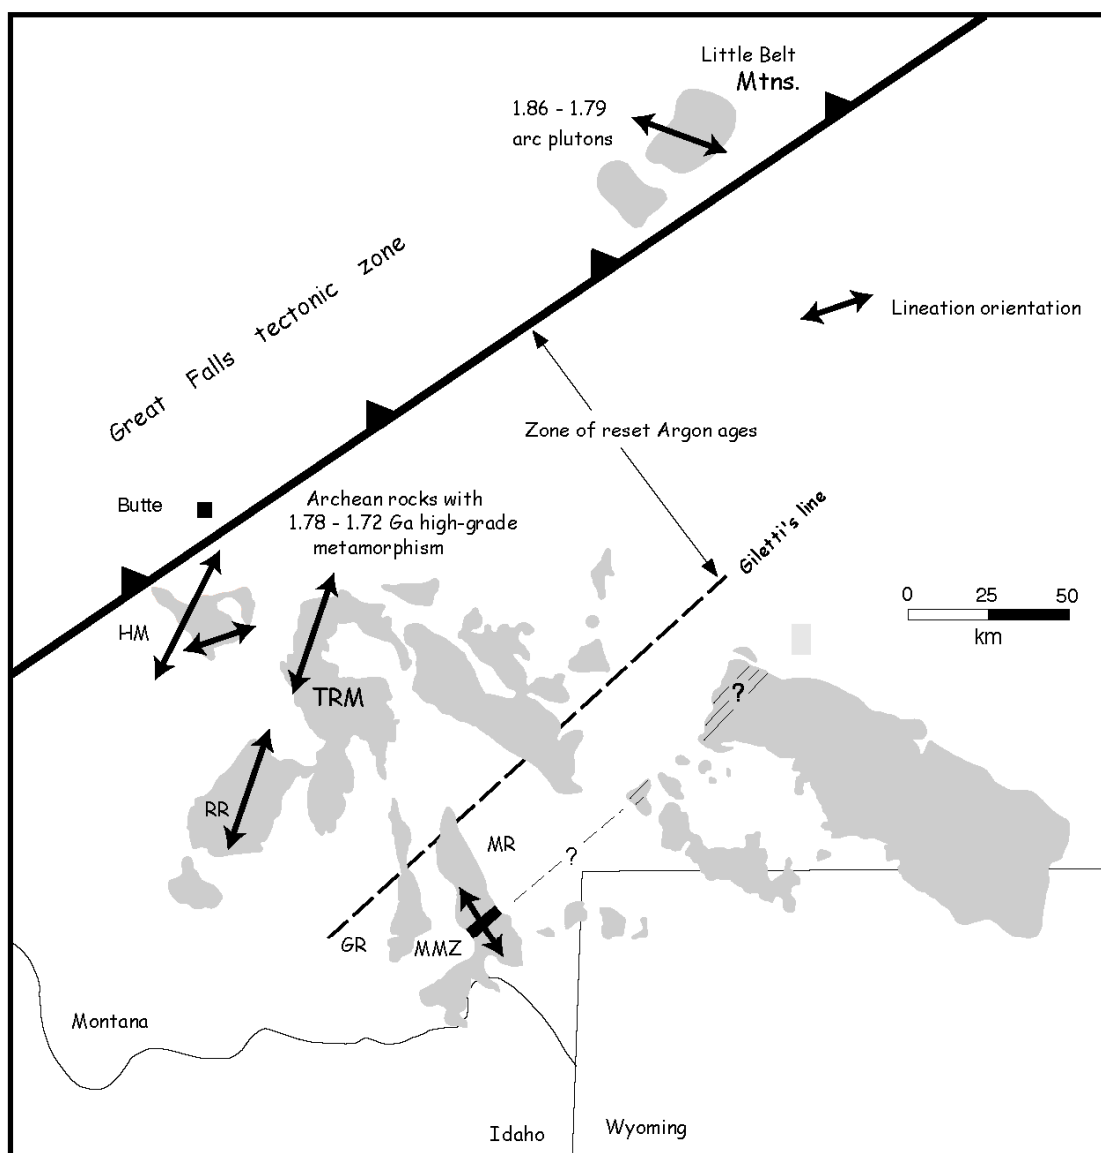 Little Belt
Mtns.
1.86 - 1.79
arc plutons
Great Falls tectonic zone
Lineation orientation
Zone of reset Argon ages
Butte
Archean rocks with
1.78 - 1.72 Ga high-grade
metamorphism
Giletti's line
0 25 50
km
HM
TRM
?
RR
MR
?
GR
MMZ
Montana
Idaho
Wyoming